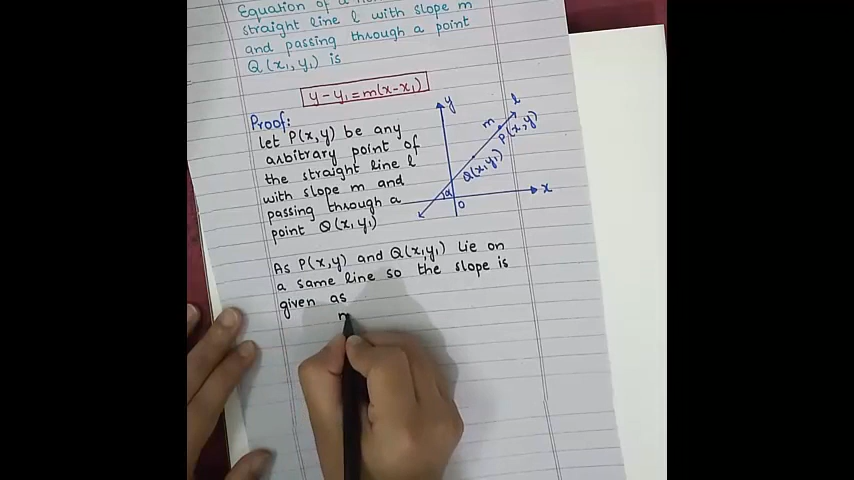 Equation of a
straight line l with slope m
and passing through a point
Q(x₁,y₁) is
y-y₁=m(x-x₁)
Proof:
let P(x,y) be any
arbitrary point of
the straight line l
with slope m and
passing through a
point Q(x₁,y₁)
y
l
m
P(x,y)
Q(x₁,y₁)
α
O
x
As P(x,y) and Q(x₁,y₁) lie on
a same line so the slope is
given as